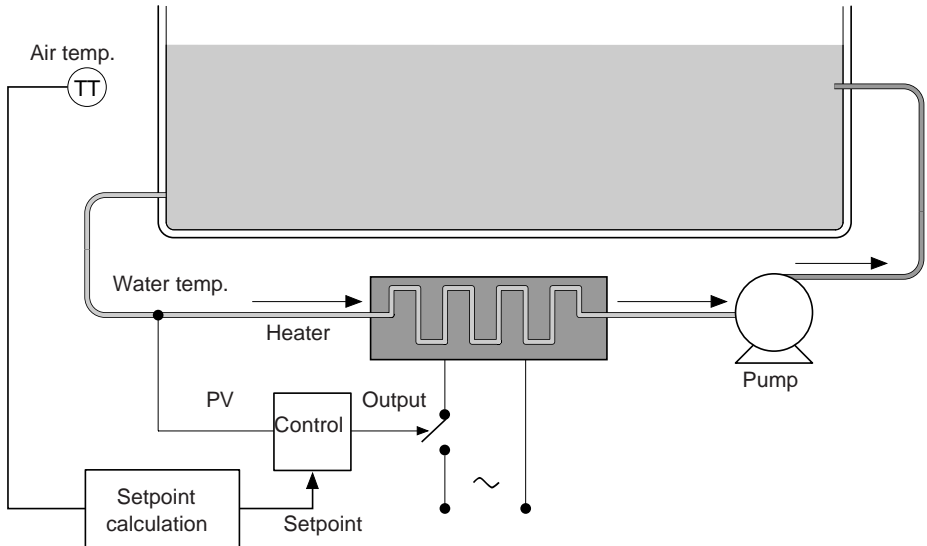 Air temp.
TT
Water temp.
Heater
Pump
PV
Output
Control
Setpoint
calculation
Setpoint